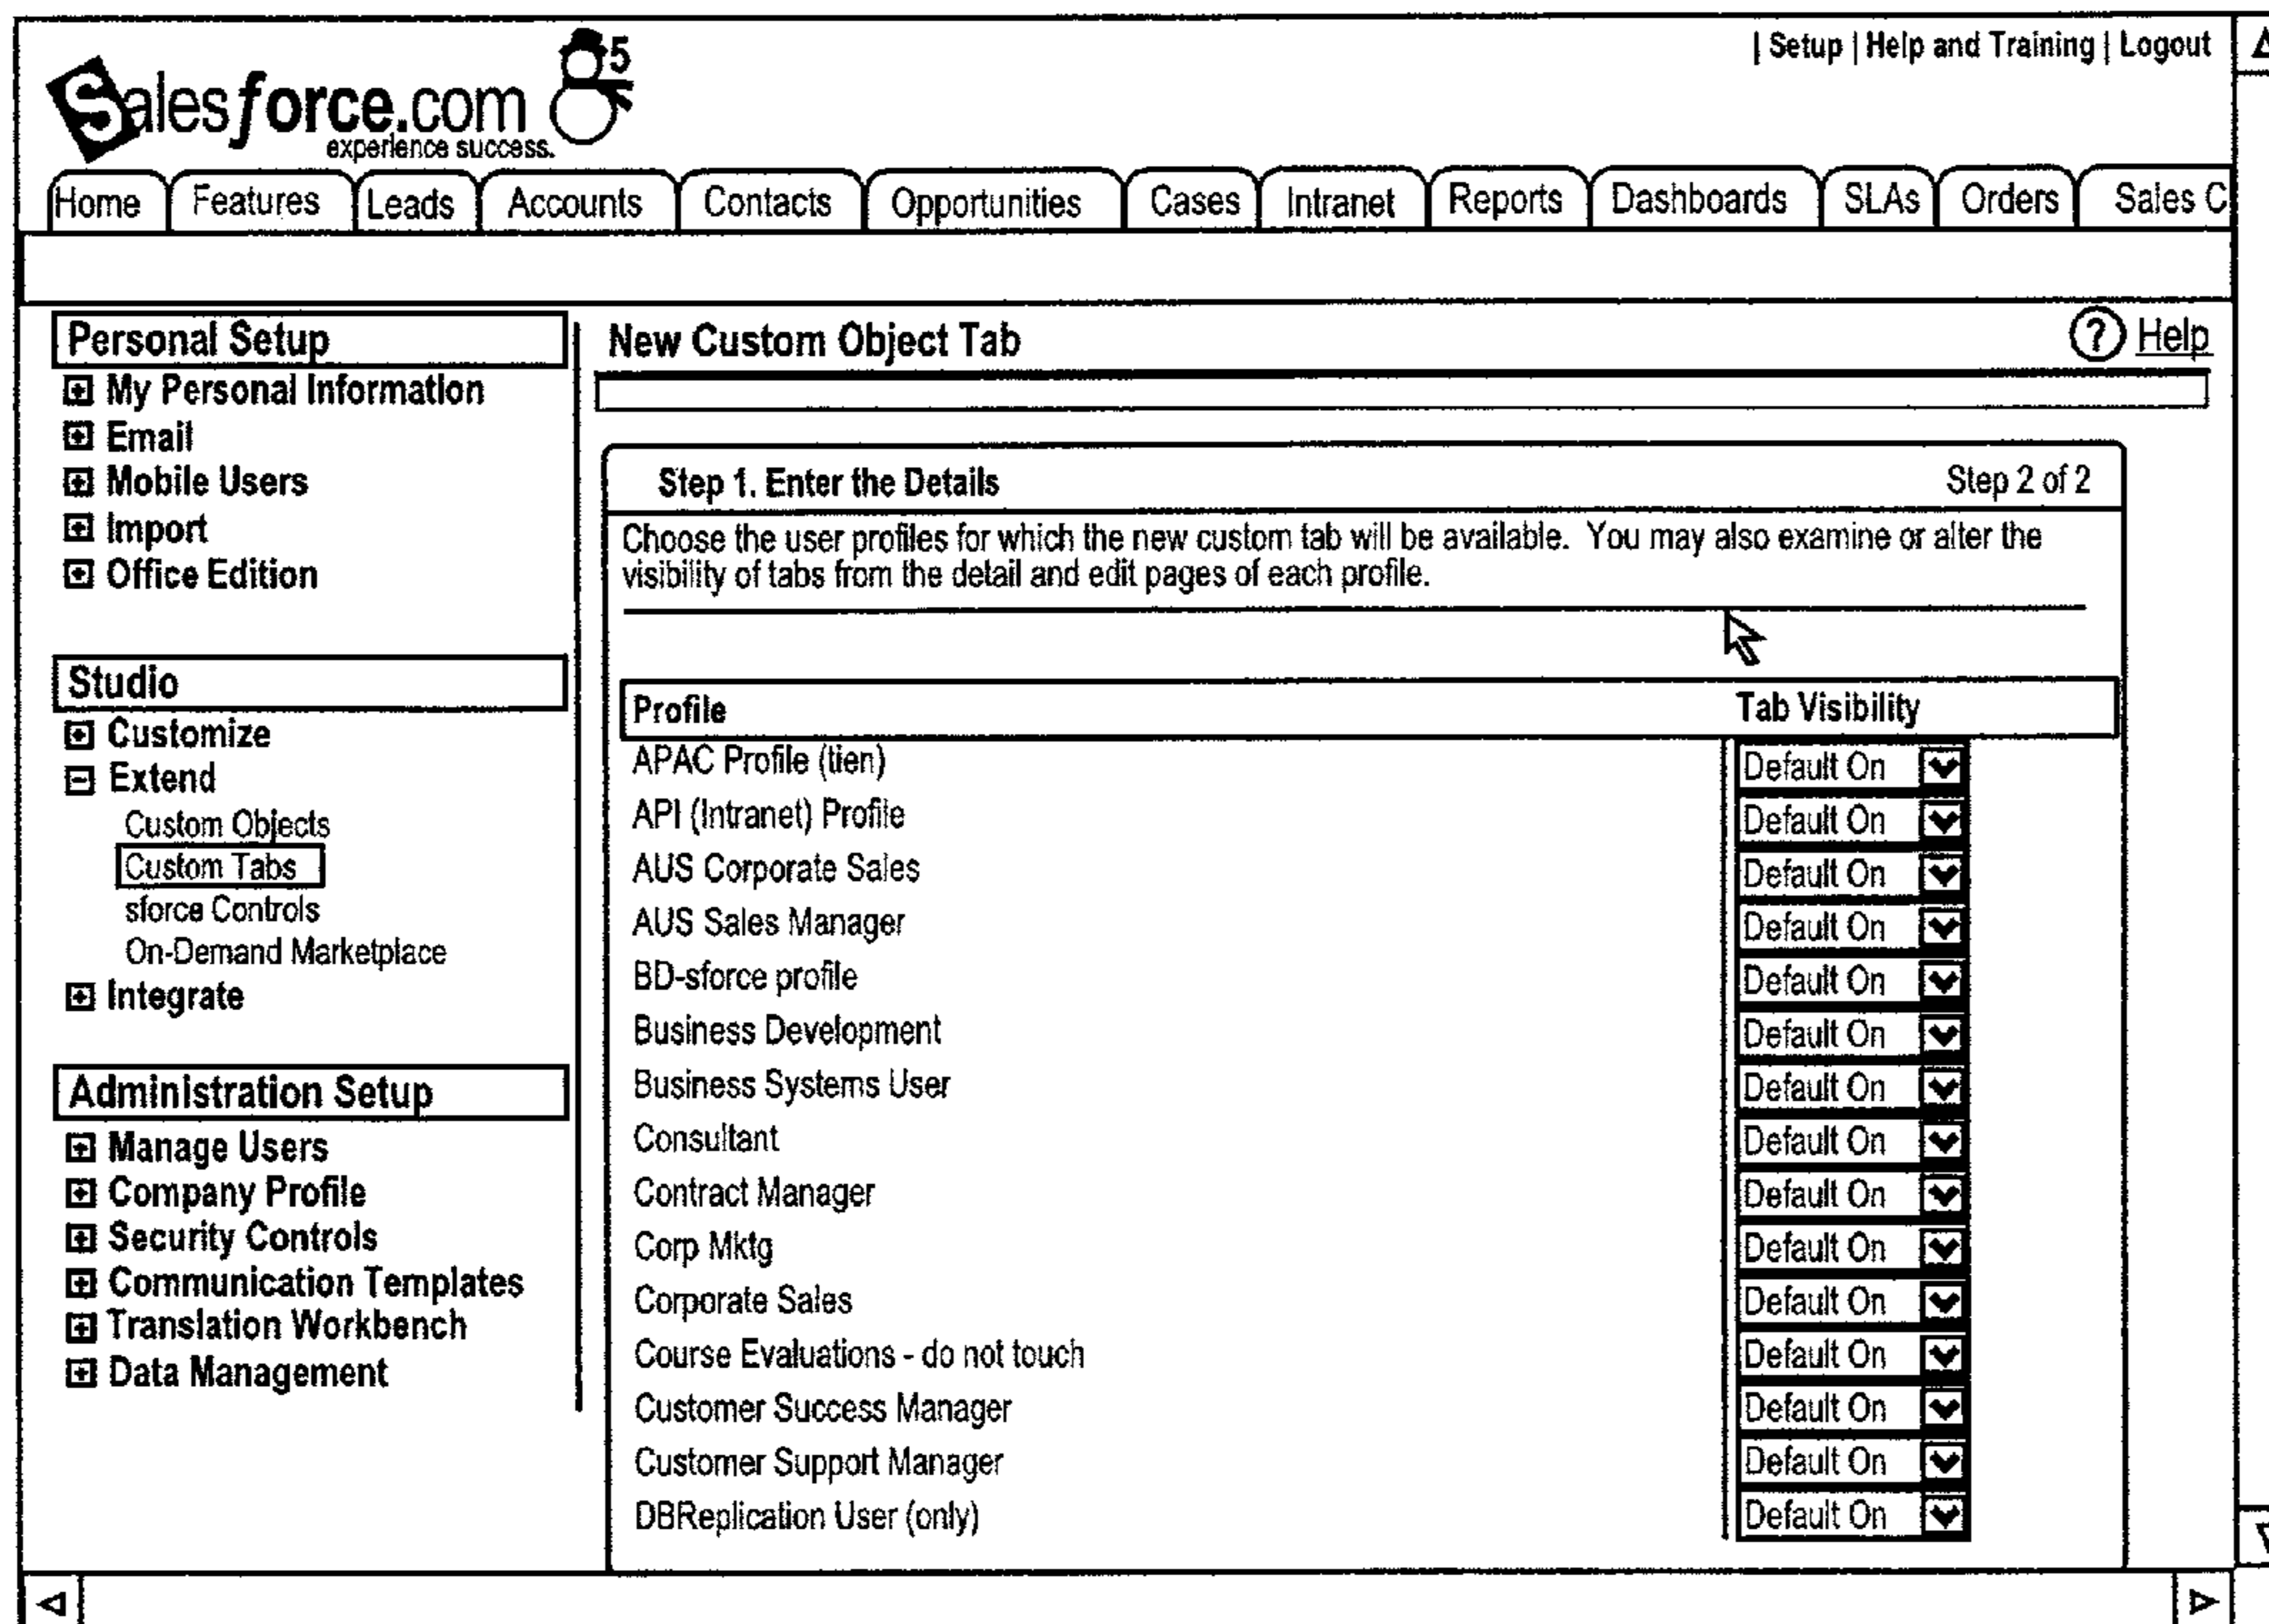 | Setup | Help and Training | Logout
Salesforce.com 5
experience success.
Home Features Leads Accounts Contacts Opportunities Cases Intranet Reports Dashboards SLAs Orders Sales C
Personal Setup
My Personal Information
Email
Mobile Users
Import
Office Edition
Studio
Customize
Extend
Custom Objects
Custom Tabs
sforce Controls
On-Demand Marketplace
Integrate
Administration Setup
Manage Users
Company Profile
Security Controls
Communication Templates
Translation Workbench
Data Management
New Custom Object Tab ? Help
Step 1. Enter the Details Step 2 of 2
Choose the user profiles for which the new custom tab will be available. You may also examine or alter the
visibility of tabs from the detail and edit pages of each profile.
Profile Tab Visibility
APAC Profile (tien) Default On
API (Intranet) Profile Default On
AUS Corporate Sales Default On
AUS Sales Manager Default On
BD-sforce profile Default On
Business Development Default On
Business Systems User Default On
Consultant Default On
Contract Manager Default On
Corp Mktg Default On
Corporate Sales Default On
Course Evaluations - do not touch Default On
Customer Success Manager Default On
Customer Support Manager Default On
DBReplication User (only) Default On